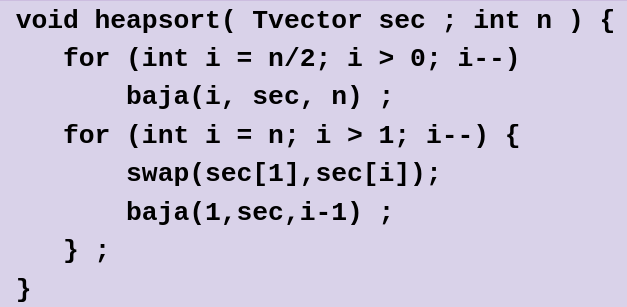 void heapsort( Tvector sec ; int n ) {
for (int i = n/2; i > 0; i--)
baja(i, sec, n) ;
for (int i = n; i > 1; i--) {
swap(sec[1],sec[i]);
baja(1,sec,i-1) ;
} ;
}